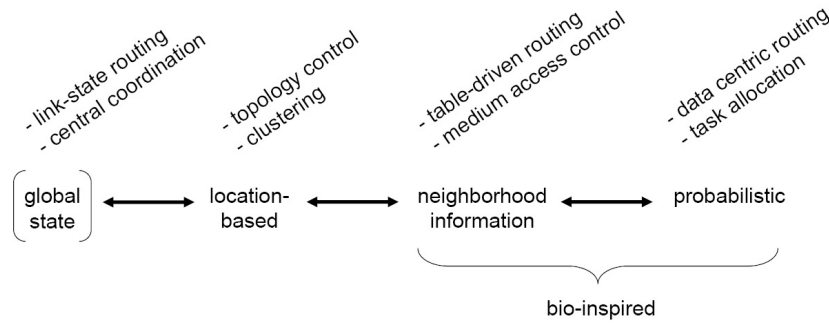 - link-state routing
- central coordination
- topology control
- clustering
- table-driven routing
- medium access control
- data centric routing
- task allocation
global
state
location-
based
neighborhood
information
probabilistic
bio-inspired